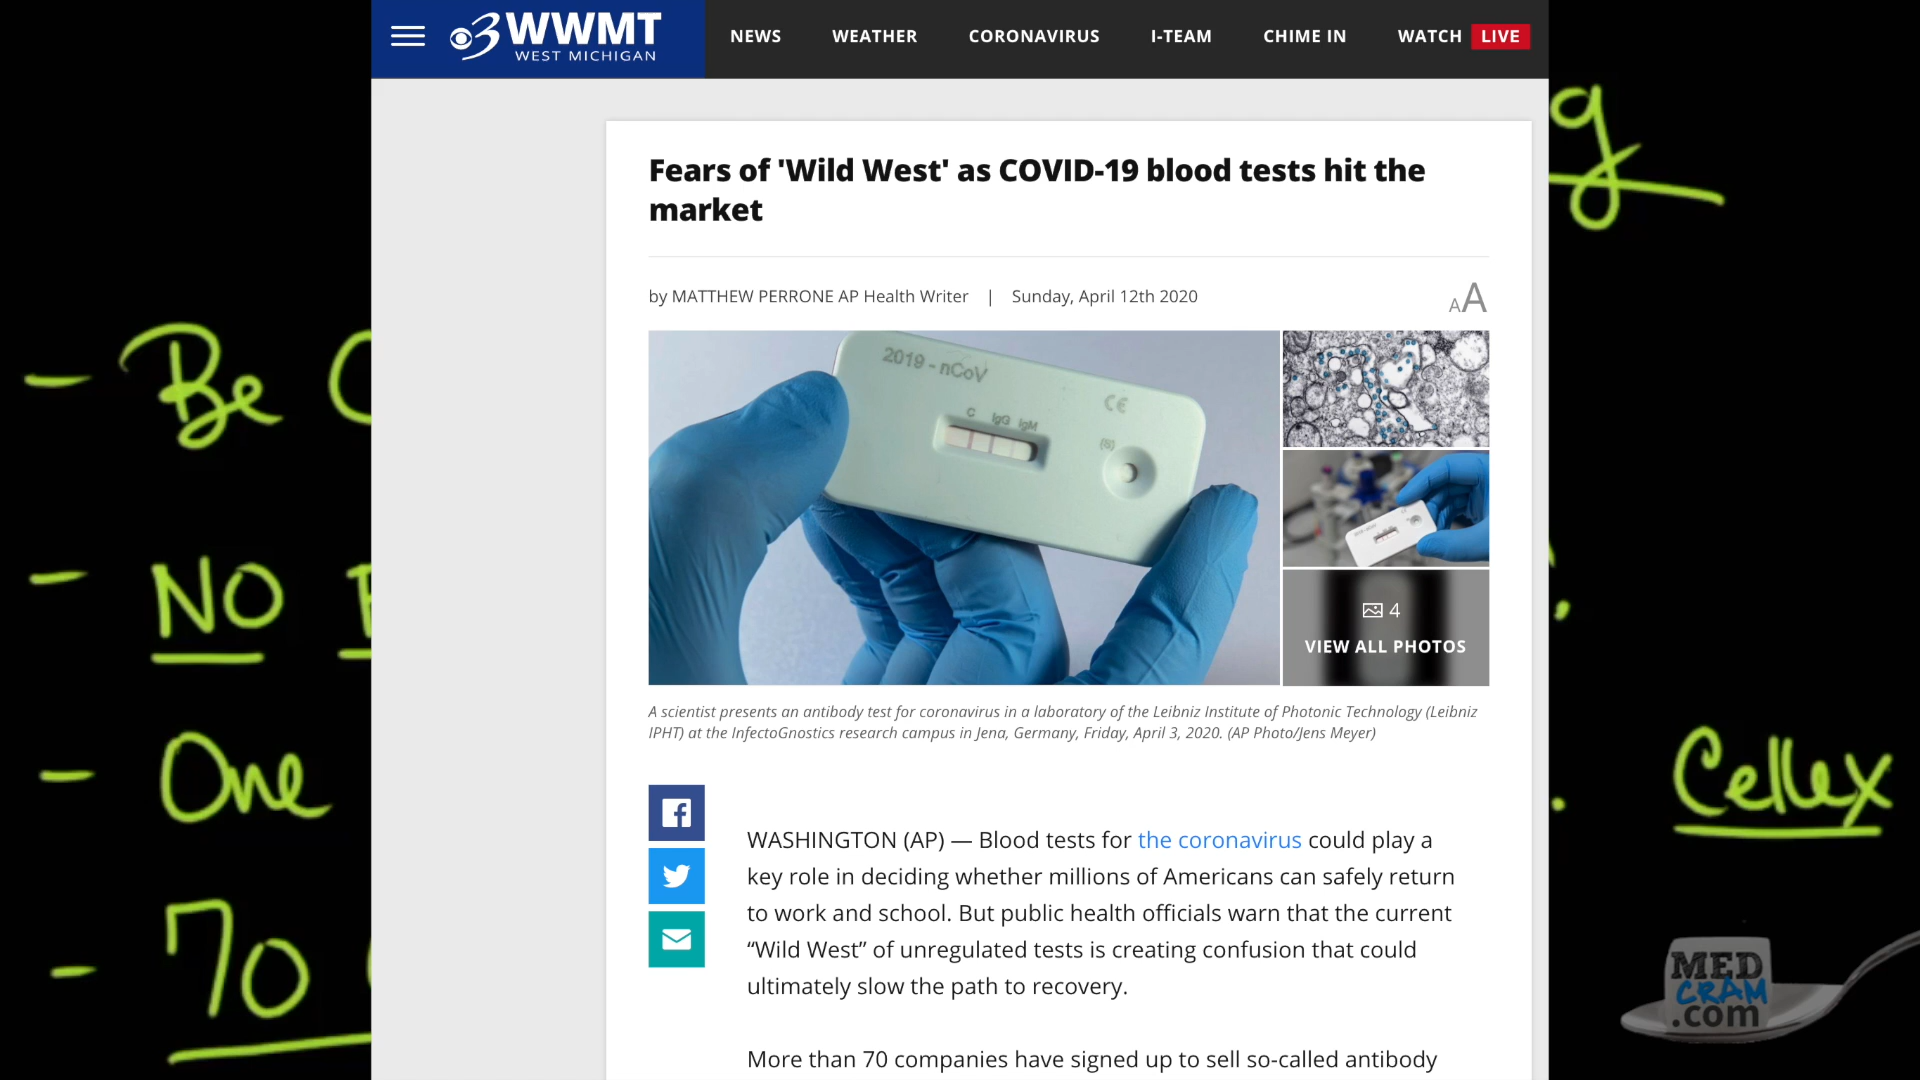 3 WWMT
WEST MICHIGAN
NEWS WEATHER CORONAVIRUS I-TEAM CHIME IN WATCH LIVE
Fears of 'Wild West' as COVID-19 blood tests hit the
market
by MATTHEW PERRONE AP Health Writer | Sunday, April 12th 2020
AA
2019 - nCoV
CE
C IgG IgM
(S)
4
VIEW ALL PHOTOS
A scientist presents an antibody test for coronavirus in a laboratory of the Leibniz Institute of Photonic Technology (Leibniz
IPHT) at the InfectoGnostics research campus in Jena, Germany, Friday, April 3, 2020. (AP Photo/Jens Meyer)
WASHINGTON (AP) — Blood tests for the coronavirus could play a
key role in deciding whether millions of Americans can safely return
to work and school. But public health officials warn that the current
“Wild West” of unregulated tests is creating confusion that could
ultimately slow the path to recovery.
More than 70 companies have signed up to sell so-called antibody
- Be
- NO
- One
- 70
g
Cellex
MED
CRAM
.com